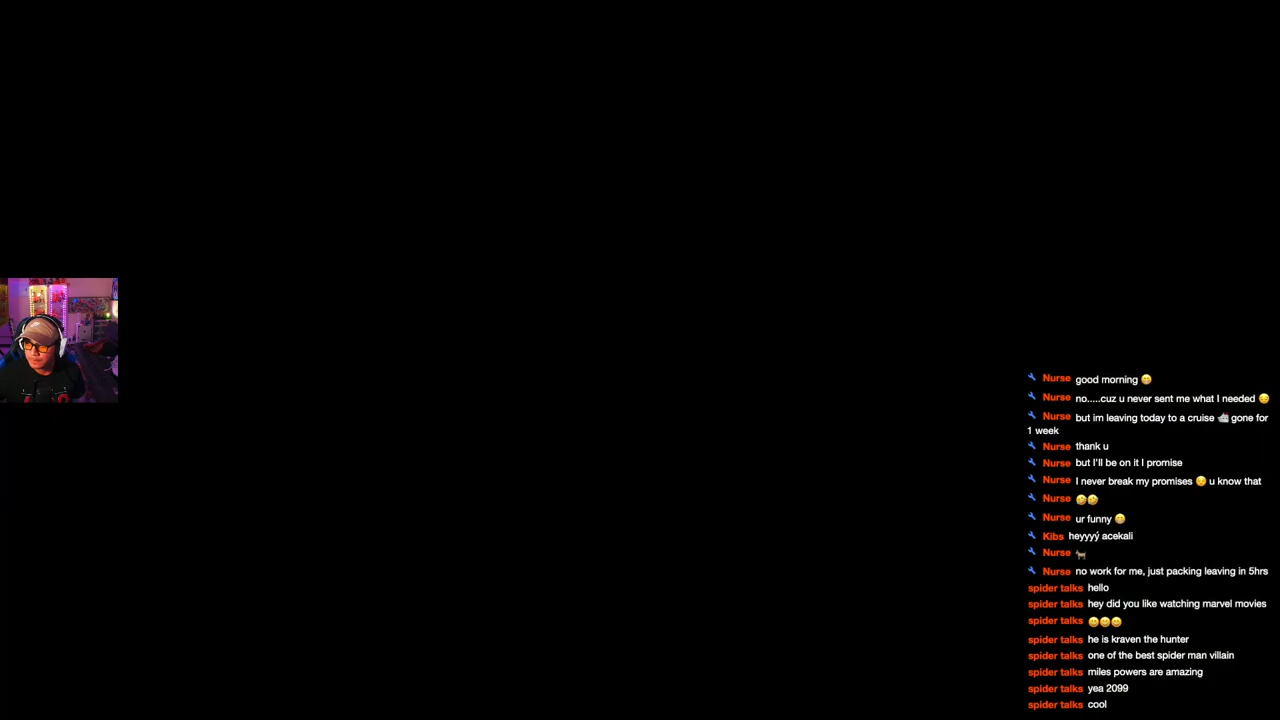 Nurse good morning 😁
Nurse no.....cuz u never sent me what I needed 😔
Nurse but im leaving today to a cruise 🛳 gone for
1 week
Nurse thank u
Nurse but I'll be on it I promise
Nurse I never break my promises 😏 u know that
Nurse 🤣🤣
Nurse ur funny 😁
Kibs heyyyý acekali
Nurse 🐈‍⬛
Nurse no work for me, just packing leaving in 5hrs
spider talks hello
spider talks hey did you like watching marvel movies
spider talks 😄😄😄
spider talks he is kraven the hunter
spider talks one of the best spider man villain
spider talks miles powers are amazing
spider talks yea 2099
spider talks cool